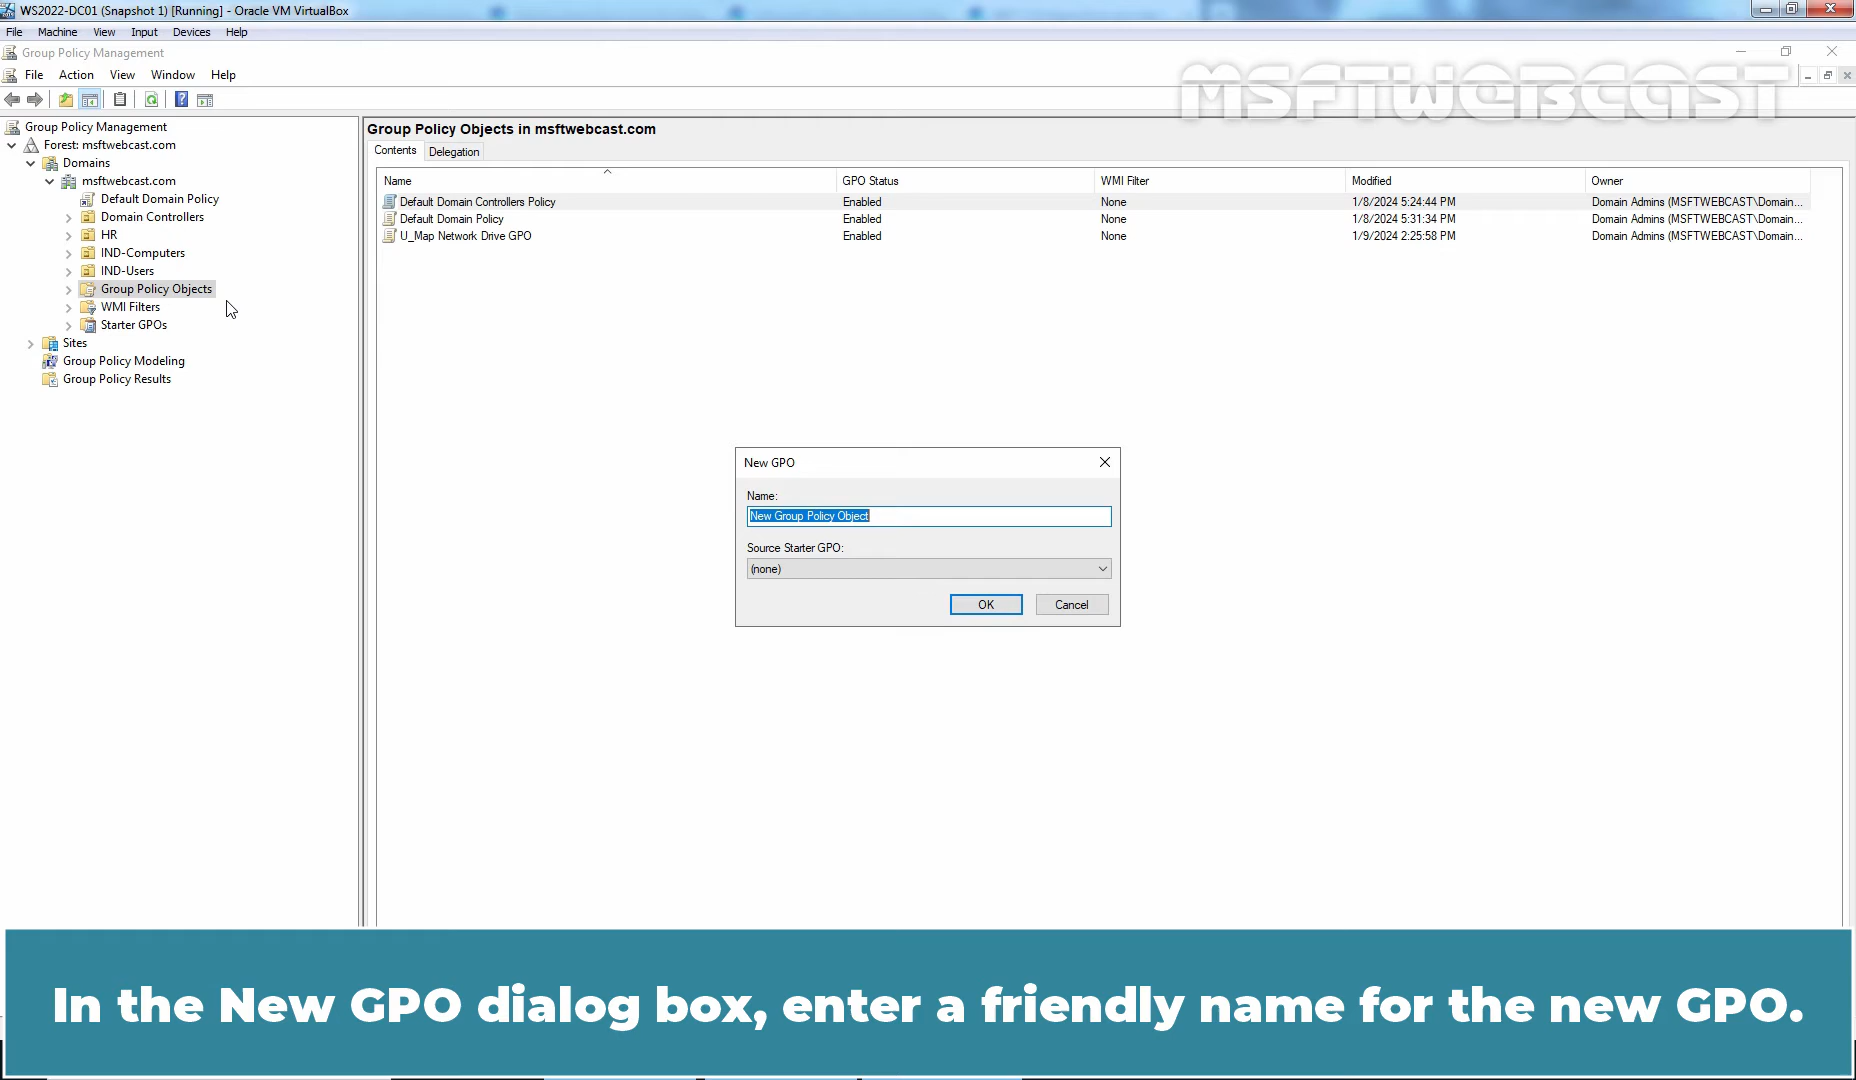 WS2022-DC01 (Snapshot 1) [Running] - Oracle VM VirtualBox
File Machine View Input Devices Help
Group Policy Management
File Action View Window Help
MSFTWEBCAST
Group Policy Management
Forest: msftwebcast.com
Domains
msftwebcast.com
Default Domain Policy
Domain Controllers
HR
IND-Computers
IND-Users
Group Policy Objects
WMI Filters
Starter GPOs
Sites
Group Policy Modeling
Group Policy Results
Group Policy Objects in msftwebcast.com
Contents Delegation
Name GPO Status WMI Filter Modified Owner
Default Domain Controllers Policy Enabled None 1/8/2024 5:24:44 PM Domain Admins (MSFTWEBCAST\Domain...
Default Domain Policy Enabled None 1/8/2024 5:31:34 PM Domain Admins (MSFTWEBCAST\Domain...
U_Map Network Drive GPO Enabled None 1/9/2024 2:25:58 PM Domain Admins (MSFTWEBCAST\Domain...
New GPO
Name:
New Group Policy Object
Source Starter GPO:
(none)
OK Cancel
In the New GPO dialog box, enter a friendly name for the new GPO.